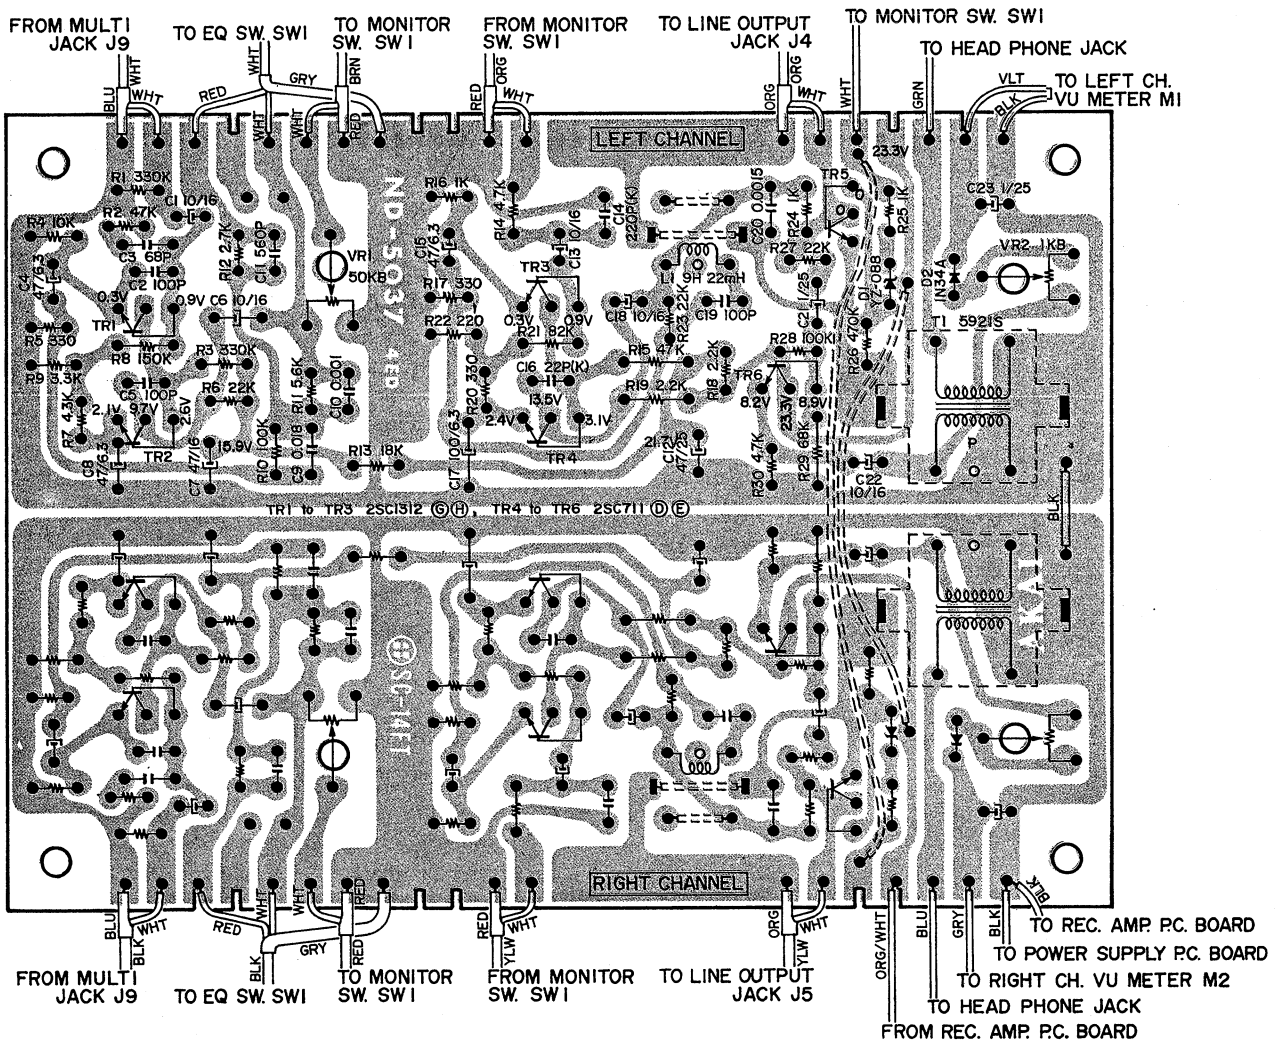 FROM MULTI
JACK J9
TO EQ SW. SW1
TO MONITOR
SW. SW1
FROM MONITOR
SW. SW1
TO LINE OUTPUT
JACK J4
TO MONITOR SW. SW1
TO HEAD PHONE JACK
TO LEFT CH.
VU METER M1
BLU
WHT
WHT
RED
WHT
WHT
GRY
WHT
BRN
RED
RED
ORG
WHT
ORG
ORG
WHT
WHT
GRN
VLT
BLK
LEFT CHANNEL
23.3V
R1 330K
C1 10/16
R2 47K
R4 10K
C3 68P
C2 100P
C4 47/6.3
0.3V
0.9V
TR1
R5 330
R8 150K
R9 3.3K
C5 100P
R7 4.3K
2.1V
9.7V
2.6V
TR2
C8 47/6.3
C7 47/16
15.9V
R12 2.7K
C11 560P
C6 10/16
R3 330K
R6 22K
R10 100K
R11 5.6K
C9 0.018
C10 0.001
VR1
50KB
R13 18K
ND-5037 4ED
R16 1K
R14 4.7K
C15 47/6.3
C13 10/16
C14 220P(K)
R17 330
TR3
0.3V
0.9V
R22 220
R21 82K
C16 22P(K)
13.5V
R20 330
2.4V
3.1V
TR4
C17 100/6.3
L1 9H 22mH
C18 10/16
R23 22K
C19 100P
R15 47K
R19 2.2K
R18 2.2K
C12 47/25
21.7V
C20 0.0015
R24 1K
TR5
0
0
R25 1K
R27 22K
C21 1/25
D1 YZ-088
R28 100K
R26 470K
TR6
8.2V
23.3V
8.9V
R30 4.7K
R29 68K
C22
10/16
C23 1/25
D2 1N34A
VR2 1KB
T1 5921S
P
BLK
TR1 to TR3 2SC1312 Ⓖ Ⓗ, TR4 to TR6 2SC711 Ⓓ Ⓔ
AKAI
SC-1ET
RIGHT CHANNEL
BLU
BLK
WHT
RED
WHT
BLK
GRY
WHT
RED
RED
RED
YLW
WHT
ORG
YLW
WHT
ORG/WHT
BLU
GRY
BLK
BLK
FROM MULTI
JACK J9
TO EQ SW. SW1
TO MONITOR
SW. SW1
FROM MONITOR
SW. SW1
TO LINE OUTPUT
JACK J5
TO REC. AMP. P.C. BOARD
TO POWER SUPPLY P.C. BOARD
TO RIGHT CH. VU METER M2
TO HEAD PHONE JACK
FROM REC. AMP. P.C. BOARD